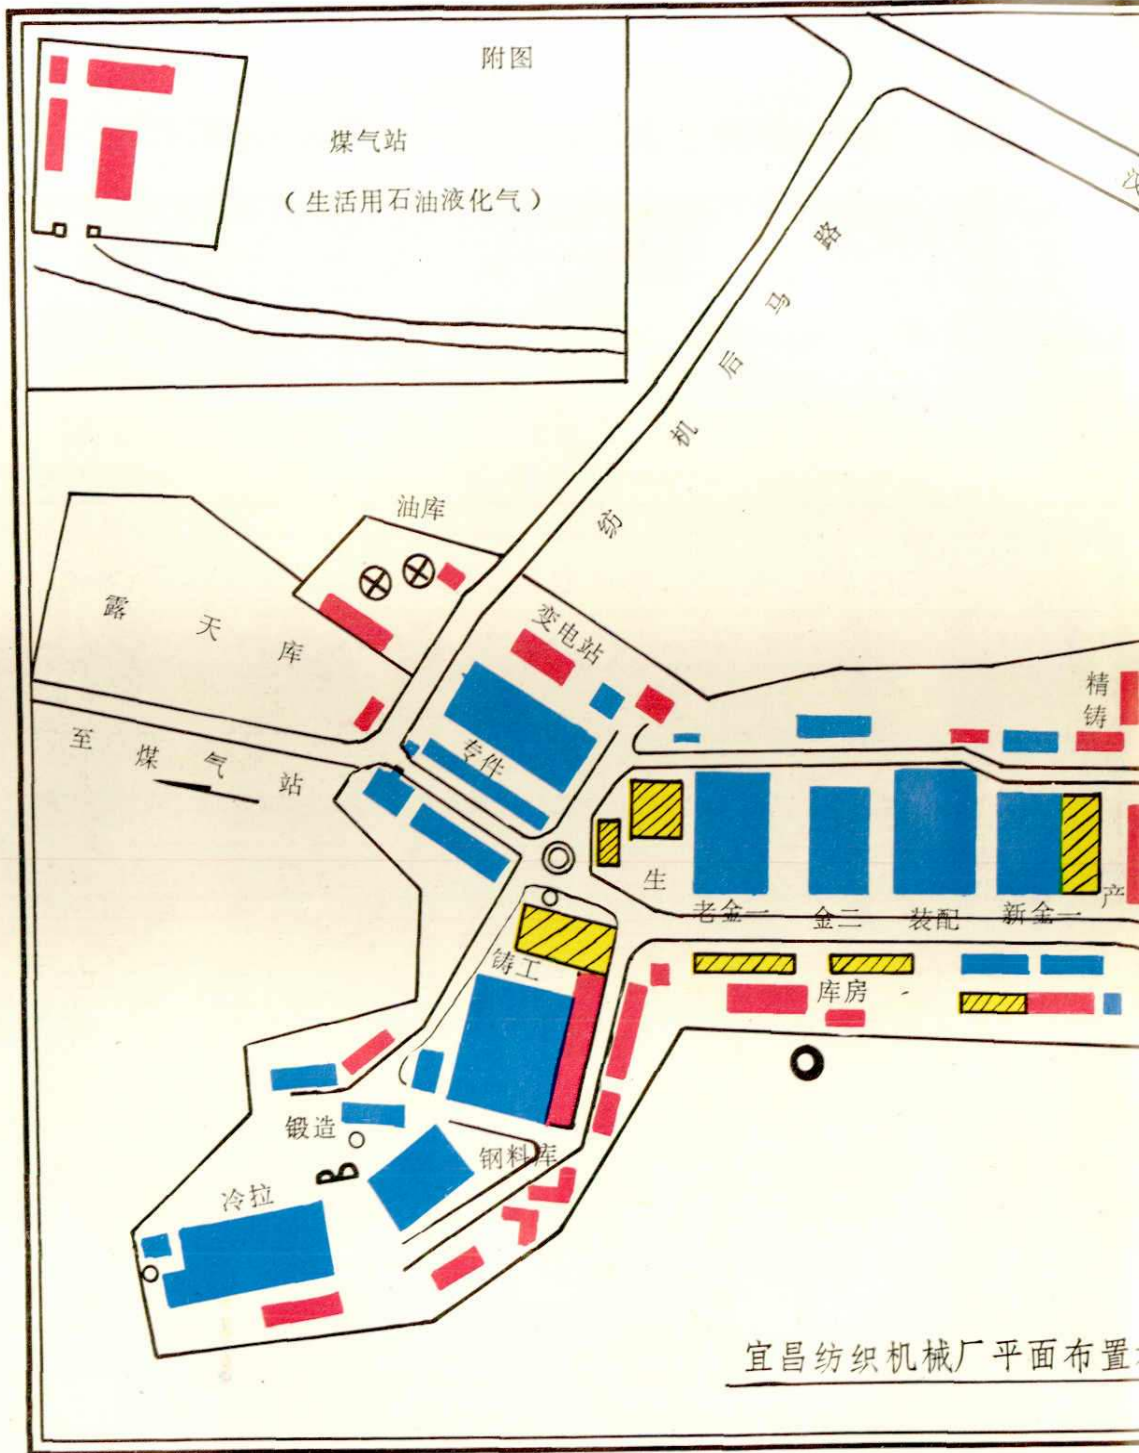 附图
煤气站
（生活用石油液化气）
纺机后马路
油库
露天库
变电站
至煤气站
专件
精铸
生产
老金一
金二
装配
新金一
铸工
库房
锻造
钢料库
冷拉
B
宜昌纺织机械厂平面布置